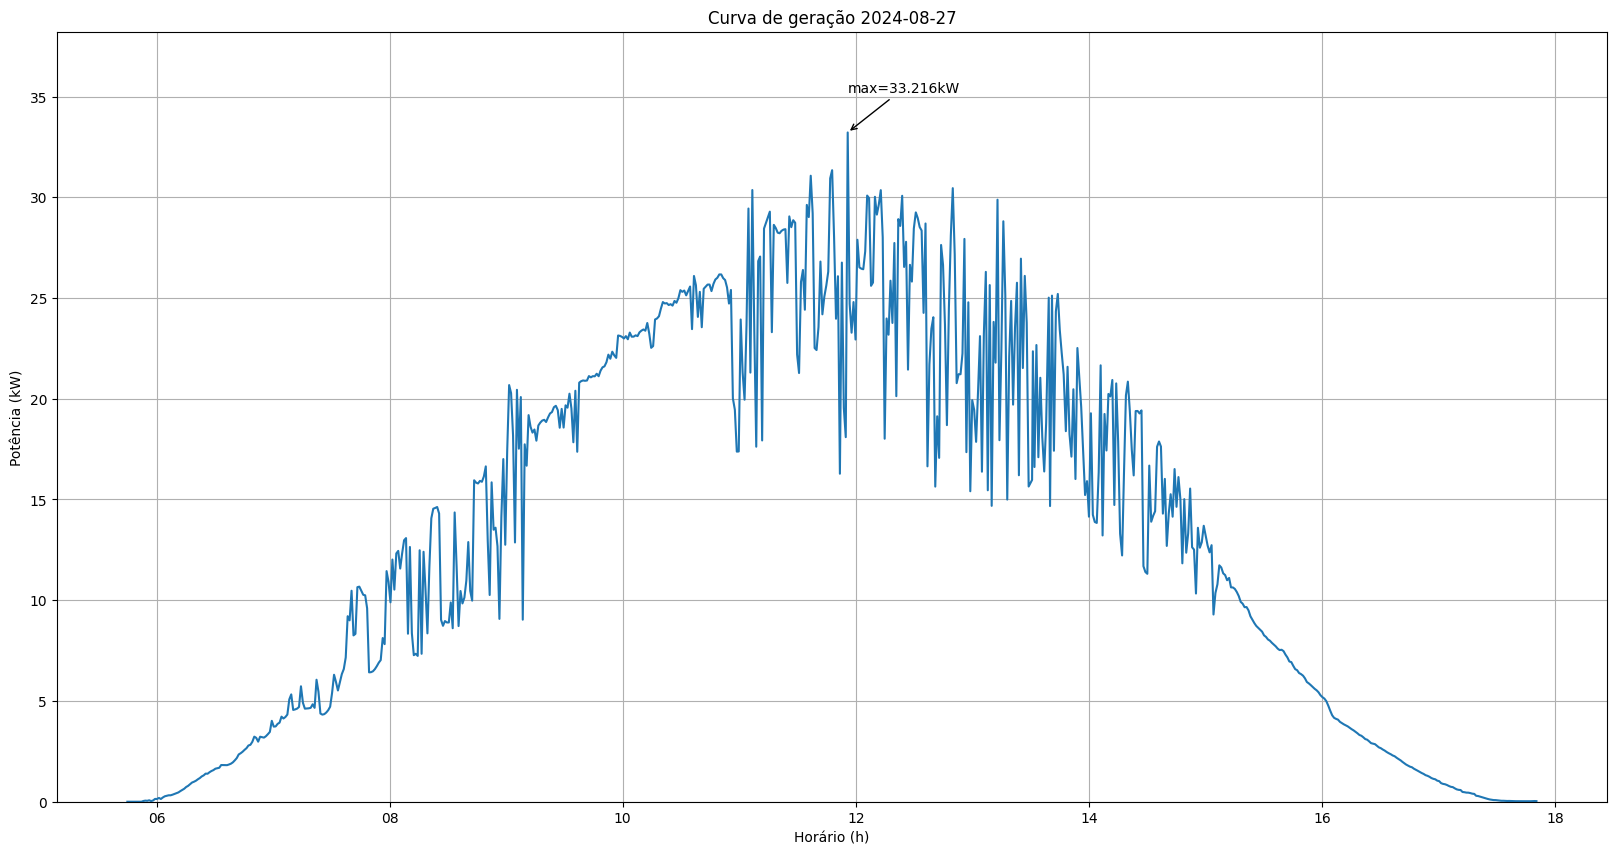 Curva de geração 2024-08-27
max=33.216kW
Potência (kW)
35
30
25
20
15
10
5
0
06 08 10 12 14 16 18
Horário (h)